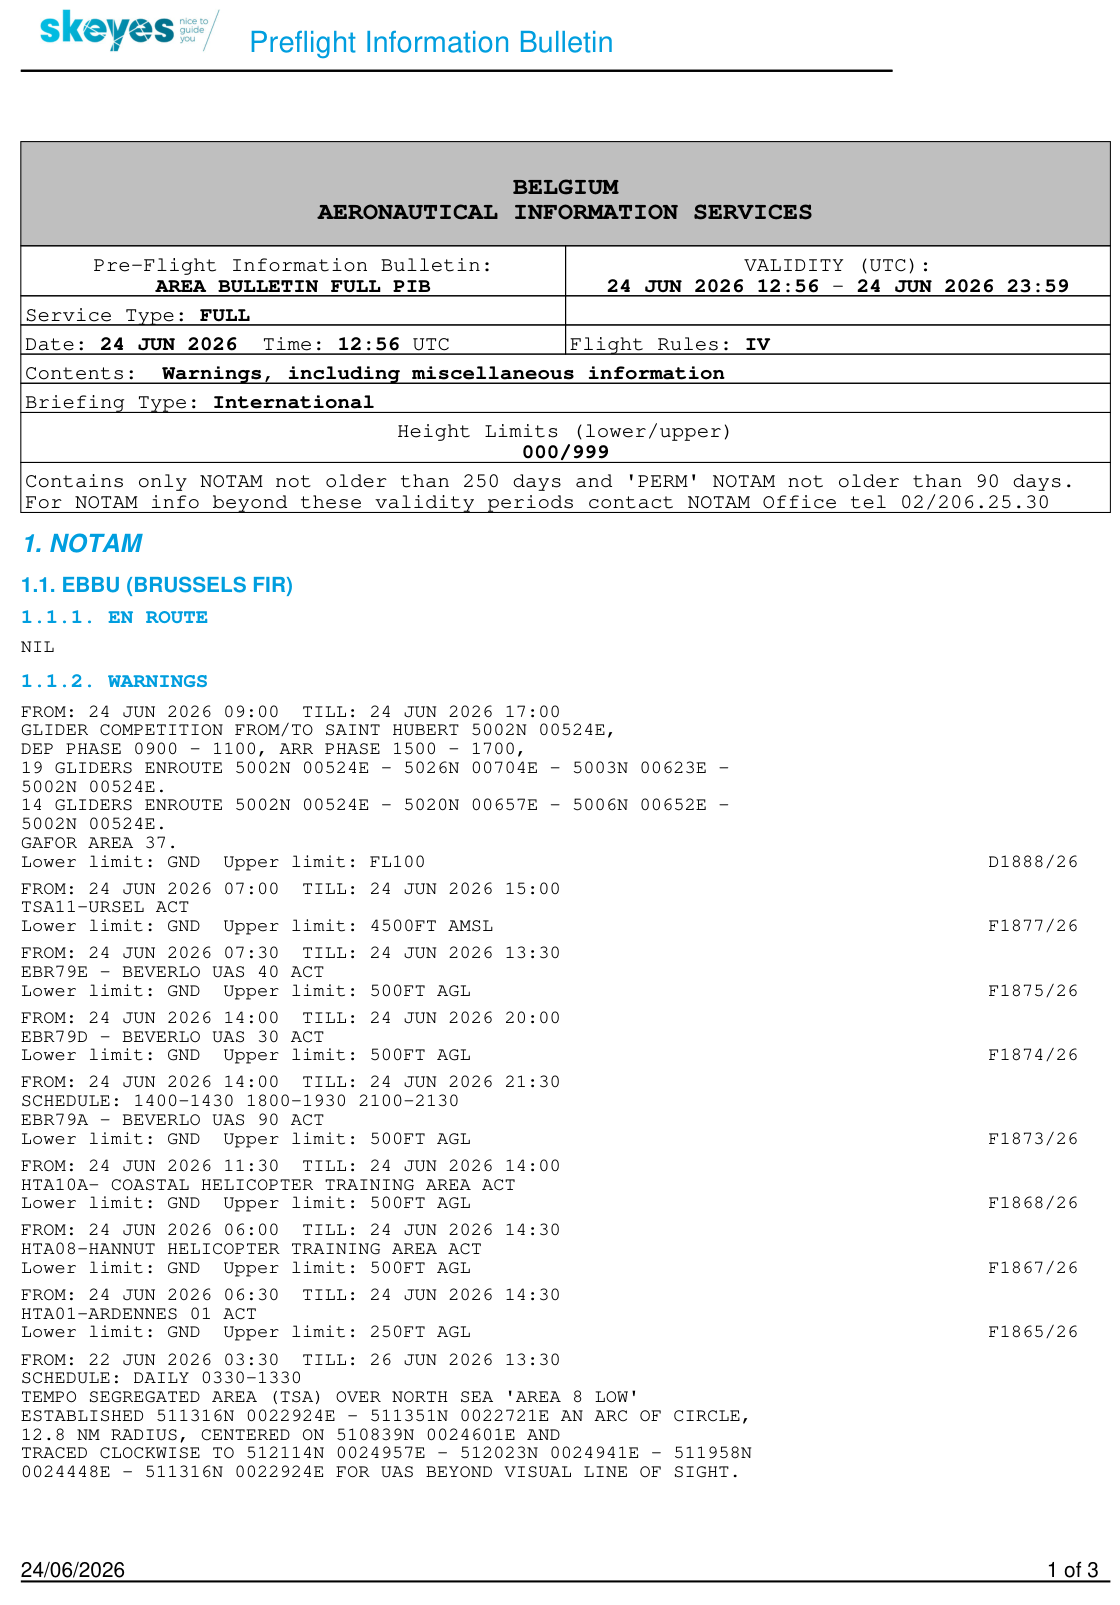 skeyes nice to guide you
Preflight Information Bulletin
BELGIUM
AERONAUTICAL INFORMATION SERVICES
Pre-Flight Information Bulletin:
AREA BULLETIN FULL PIB
VALIDITY (UTC):
24 JUN 2026 12:56 - 24 JUN 2026 23:59
Service Type: FULL
Date: 24 JUN 2026  Time: 12:56 UTC
Flight Rules: IV
Contents:  Warnings, including miscellaneous information
Briefing Type: International
Height Limits (lower/upper)
000/999
Contains only NOTAM not older than 250 days and 'PERM' NOTAM not older than 90 days.
For NOTAM info beyond these validity periods contact NOTAM Office tel 02/206.25.30
1. NOTAM
1.1. EBBU (BRUSSELS FIR)
1.1.1. EN ROUTE
NIL
1.1.2. WARNINGS
FROM: 24 JUN 2026 09:00  TILL: 24 JUN 2026 17:00
GLIDER COMPETITION FROM/TO SAINT HUBERT 5002N 00524E,
DEP PHASE 0900 - 1100, ARR PHASE 1500 - 1700,
19 GLIDERS ENROUTE 5002N 00524E - 5026N 00704E - 5003N 00623E -
5002N 00524E.
14 GLIDERS ENROUTE 5002N 00524E - 5020N 00657E - 5006N 00652E -
5002N 00524E.
GAFOR AREA 37.
Lower limit: GND  Upper limit: FL100 D1888/26
FROM: 24 JUN 2026 07:00  TILL: 24 JUN 2026 15:00
TSA11-URSEL ACT
Lower limit: GND  Upper limit: 4500FT AMSL F1877/26
FROM: 24 JUN 2026 07:30  TILL: 24 JUN 2026 13:30
EBR79E - BEVERLO UAS 40 ACT
Lower limit: GND  Upper limit: 500FT AGL F1875/26
FROM: 24 JUN 2026 14:00  TILL: 24 JUN 2026 20:00
EBR79D - BEVERLO UAS 30 ACT
Lower limit: GND  Upper limit: 500FT AGL F1874/26
FROM: 24 JUN 2026 14:00  TILL: 24 JUN 2026 21:30
SCHEDULE: 1400-1430 1800-1930 2100-2130
EBR79A - BEVERLO UAS 90 ACT
Lower limit: GND  Upper limit: 500FT AGL F1873/26
FROM: 24 JUN 2026 11:30  TILL: 24 JUN 2026 14:00
HTA10A- COASTAL HELICOPTER TRAINING AREA ACT
Lower limit: GND  Upper limit: 500FT AGL F1868/26
FROM: 24 JUN 2026 06:00  TILL: 24 JUN 2026 14:30
HTA08-HANNUT HELICOPTER TRAINING AREA ACT
Lower limit: GND  Upper limit: 500FT AGL F1867/26
FROM: 24 JUN 2026 06:30  TILL: 24 JUN 2026 14:30
HTA01-ARDENNES 01 ACT
Lower limit: GND  Upper limit: 250FT AGL F1865/26
FROM: 22 JUN 2026 03:30  TILL: 26 JUN 2026 13:30
SCHEDULE: DAILY 0330-1330
TEMPO SEGREGATED AREA (TSA) OVER NORTH SEA 'AREA 8 LOW'
ESTABLISHED 511316N 0022924E - 511351N 0022721E AN ARC OF CIRCLE,
12.8 NM RADIUS, CENTERED ON 510839N 0024601E AND
TRACED CLOCKWISE TO 512114N 0024957E - 512023N 0024941E - 511958N
0024448E - 511316N 0022924E FOR UAS BEYOND VISUAL LINE OF SIGHT.
24/06/2026
1 of 3